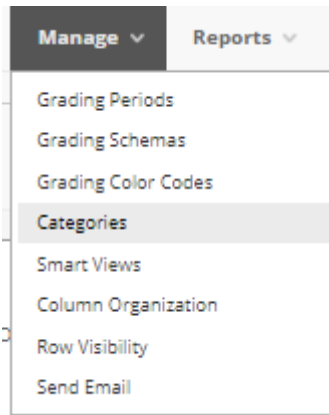 Manage Reports
Grading Periods
Grading Schemas
Grading Color Codes
Categories
Smart Views
Column Organization
Row Visibility
Send Email